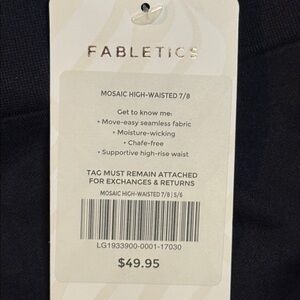 FABLETICS
MOSAIC HIGH-WAISTED 7/8
Get to know me:
• Move-easy seamless fabric
• Moisture-wicking
• Chafe-free
• Supportive high-rise waist
TAG MUST REMAIN ATTACHED
FOR EXCHANGES & RETURNS
MOSAIC HIGH-WAISTED 7/8 | S/6
LG1933900-0001-17030
$49.95